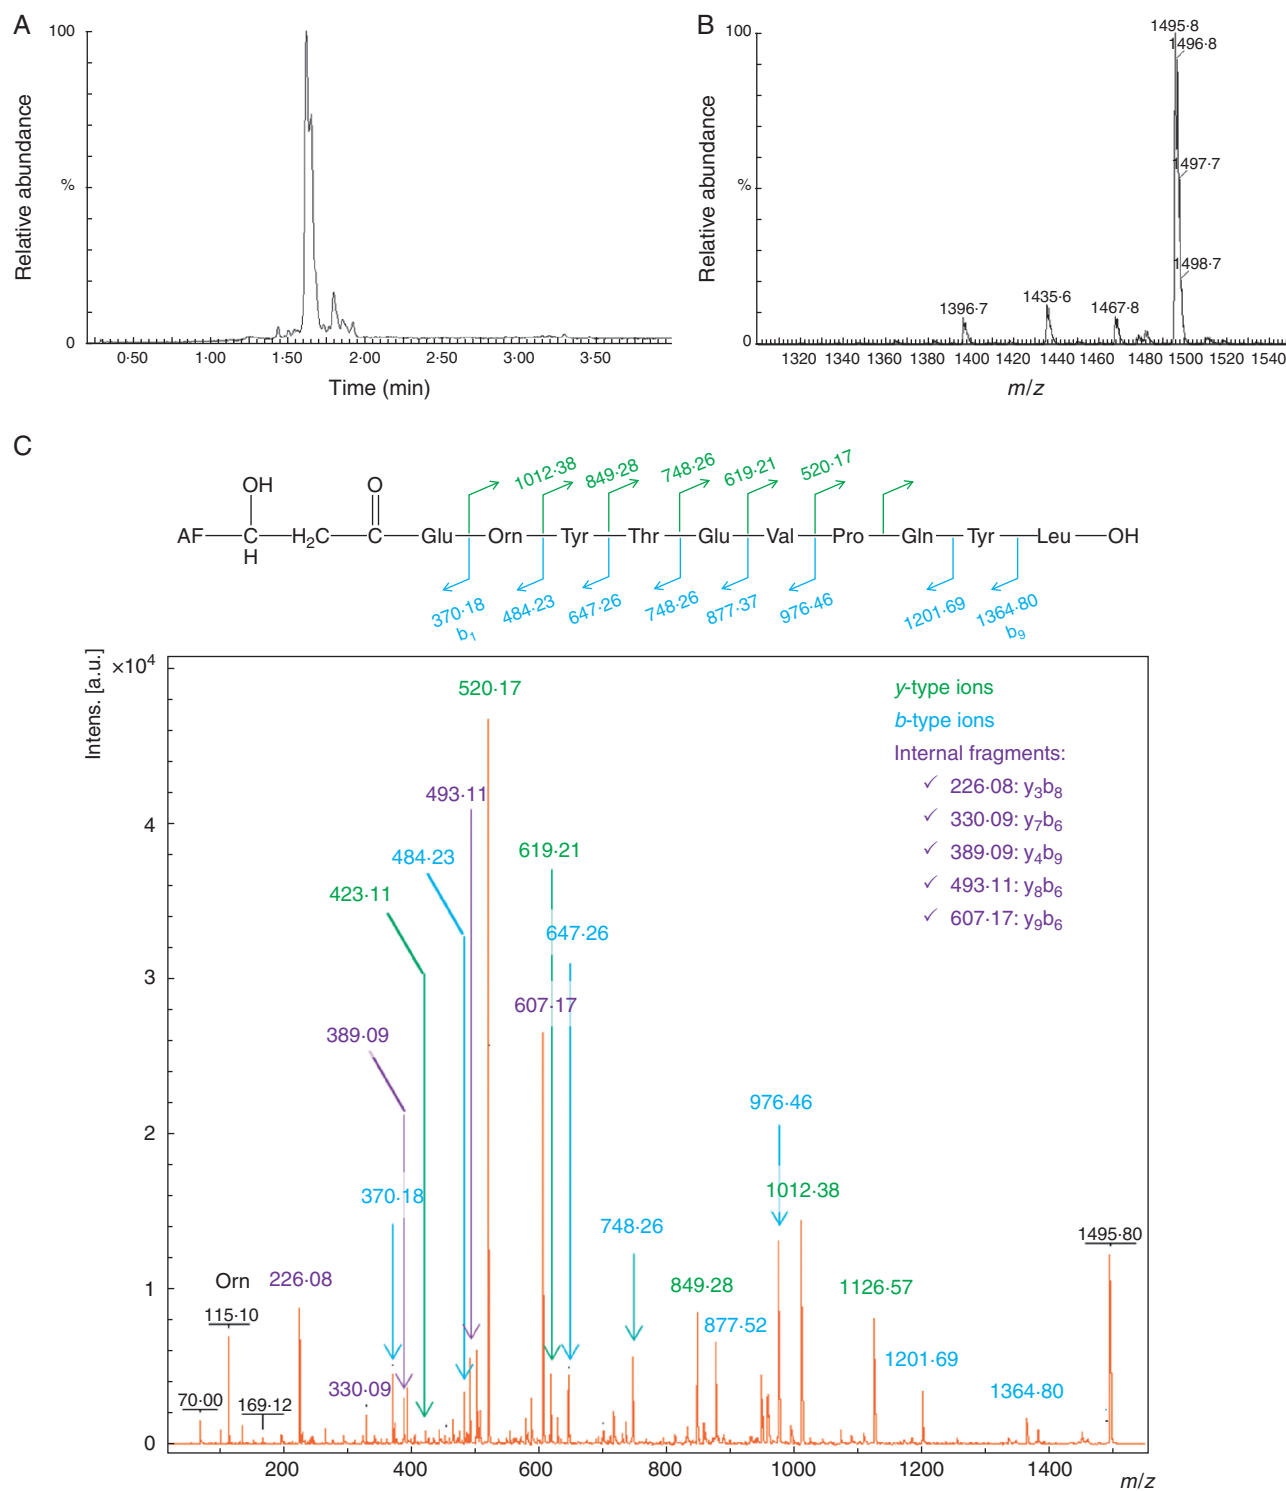 A
100
Relative abundance
%
0
0·50 1·00 1·50 2·00 2·50 3·00 3·50
Time (min)
B
100
Relative abundance
%
0
1495·8
1496·8
1497·7
1498·7
1396·7
1435·6
1467·8
1320 1340 1360 1380 1400 1420 1440 1460 1480 1500 1520 1540
m/z
C
1012·38 849·28 748·26 619·21 520·17
OH O
AF C H₂C C Glu Orn Tyr Thr Glu Val Pro Gln Tyr Leu OH
H
370·18 484·23 647·26 748·26 877·37 976·46 1201·69 1364·80
b₁ b₉
×10⁴
Intens. [a.u.]
520·17
y-type ions
b-type ions
Internal fragments:
✓ 226·08: y₃b₈
✓ 330·09: y₇b₆
✓ 389·09: y₄b₉
✓ 493·11: y₈b₆
✓ 607·17: y₉b₆
493·11
4
484·23
619·21
423·11
647·26
3
607·17
389·09
2
976·46
370·18
1012·38
748·26
1495·80
Orn
226·08
849·28
1126·57
1
115·10
877·52
1201·69
330·09
1364·80
70·00
169·12
0
200 400 600 800 1000 1200 1400
m/z